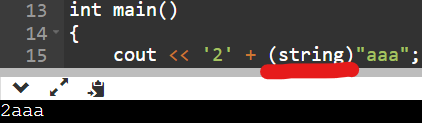 13 int main()
14 {
15 cout << '2' + (string)"aaa";
2aaa